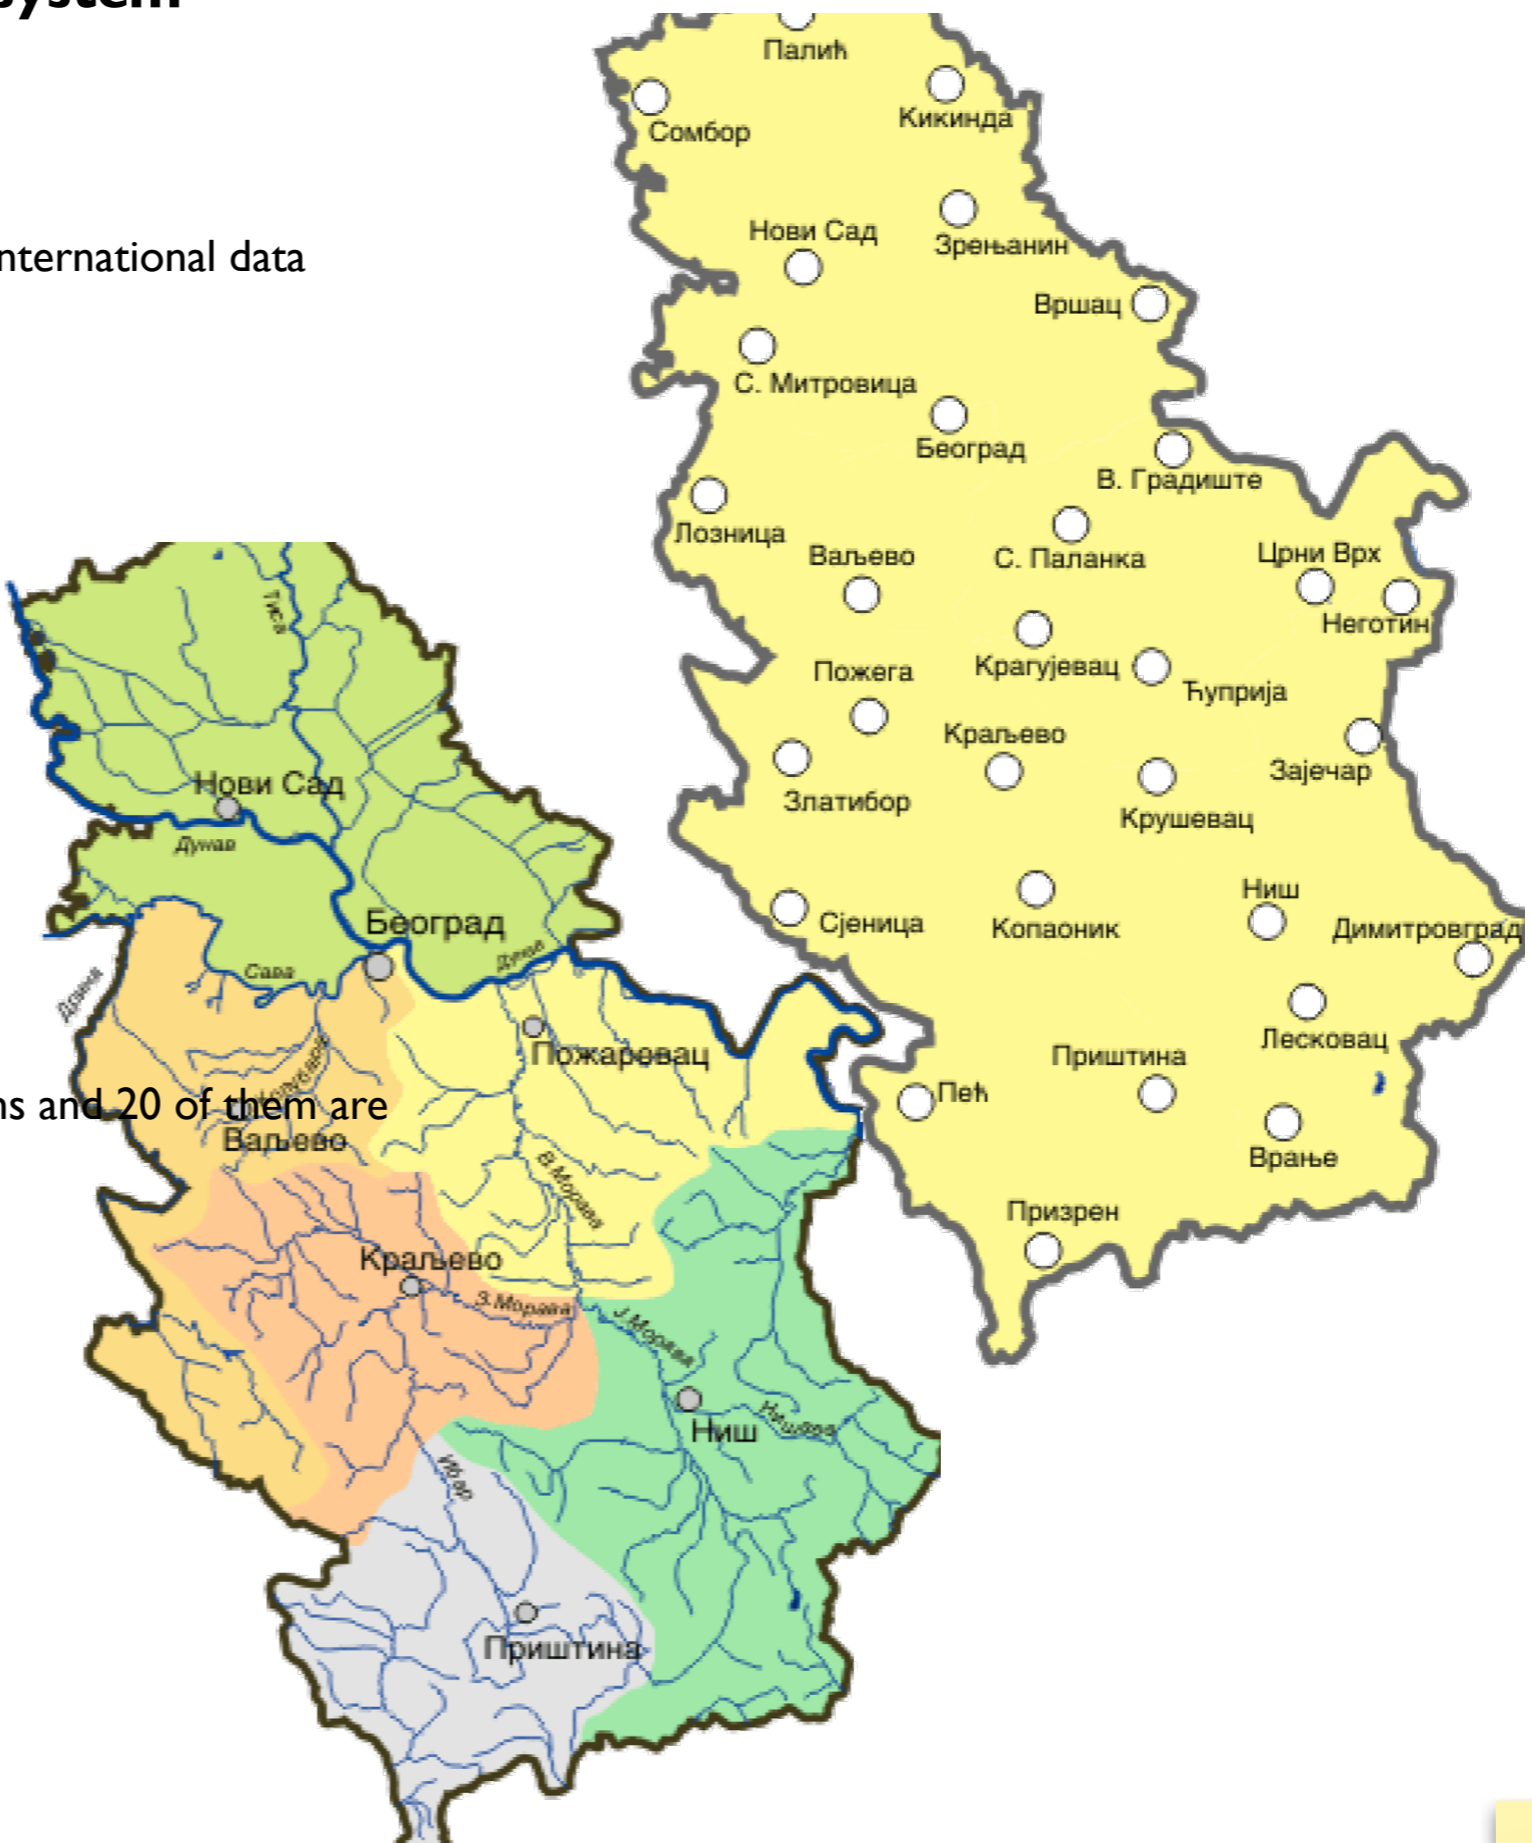 system
Палић
Кикинда
Сомбор
Нови Сад
Зрењанин
nternational data
Вршац
С. Митровица
Београд
В. Градиште
Лозница
Ваљево
С. Паланка
Црни Врх
Неготин
Пожега
Крагујевац
Ћуприја
Краљево
Зајечар
Златибор
Крушевац
Ниш
Сјеница
Копаоник
Димитровград
Лесковац
Приштина
Пећ
Врање
Призрен
Тиса
Нови Сад
Дунав
Београд
Дунав
Сава
Дрина
Пожаревац
Колубара
ns and 20 of them are
Ваљево
В.Морава
Краљево
З.Морава
Ј.Морава
Ниш
Нишава
Ибар
Приштина